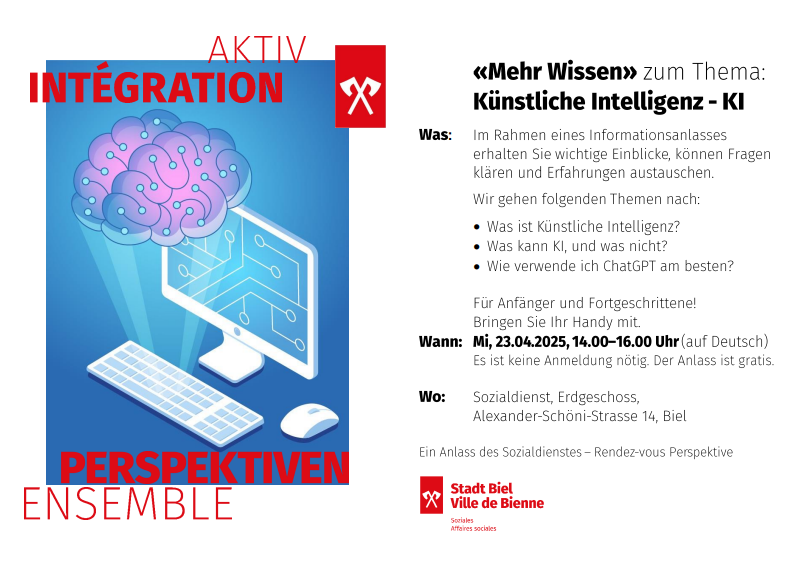 AKTIV
INTÉGRATION
PERSPEKTIVEN
ENSEMBLE
«Mehr Wissen» zum Thema:
Künstliche Intelligenz - KI
Was: Im Rahmen eines Informationsanlasses
erhalten Sie wichtige Einblicke, können Fragen
klären und Erfahrungen austauschen.
Wir gehen folgenden Themen nach:
• Was ist Künstliche Intelligenz?
• Was kann KI, und was nicht?
• Wie verwende ich ChatGPT am besten?
Für Anfänger und Fortgeschrittene!
Bringen Sie Ihr Handy mit.
Wann: Mi, 23.04.2025, 14.00–16.00 Uhr (auf Deutsch)
Es ist keine Anmeldung nötig. Der Anlass ist gratis.
Wo: Sozialdienst, Erdgeschoss,
Alexander-Schöni-Strasse 14, Biel
Ein Anlass des Sozialdienstes – Rendez-vous Perspektive
Stadt Biel
Ville de Bienne
Soziales
Affaires sociales